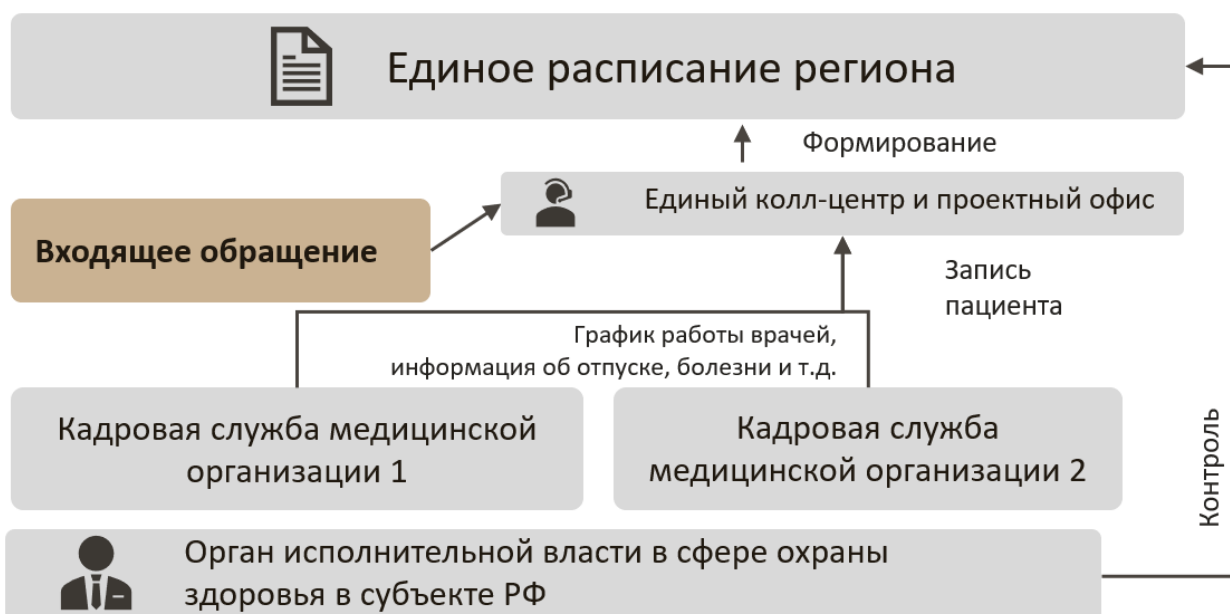 Единое расписание региона
Формирование
Единый колл-центр и проектный офис
Входящее обращение
Запись
пациента
График работы врачей,
информация об отпуске, болезни и т.д.
Кадровая служба медицинской
организации 1
Кадровая служба
медицинской организации 2
Контроль
Орган исполнительной власти в сфере охраны
здоровья в субъекте РФ